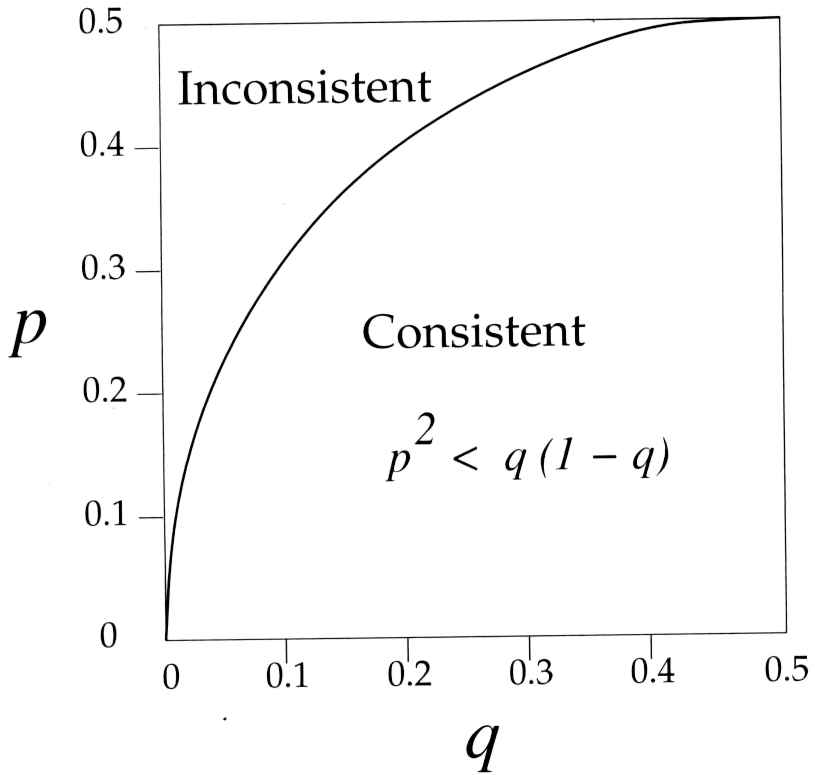 0.5
Inconsistent
0.4
0.3
p
Consistent
0.2
p² < q (1 – q)
0.1
0
0 0.1 0.2 0.3 0.4 0.5
q